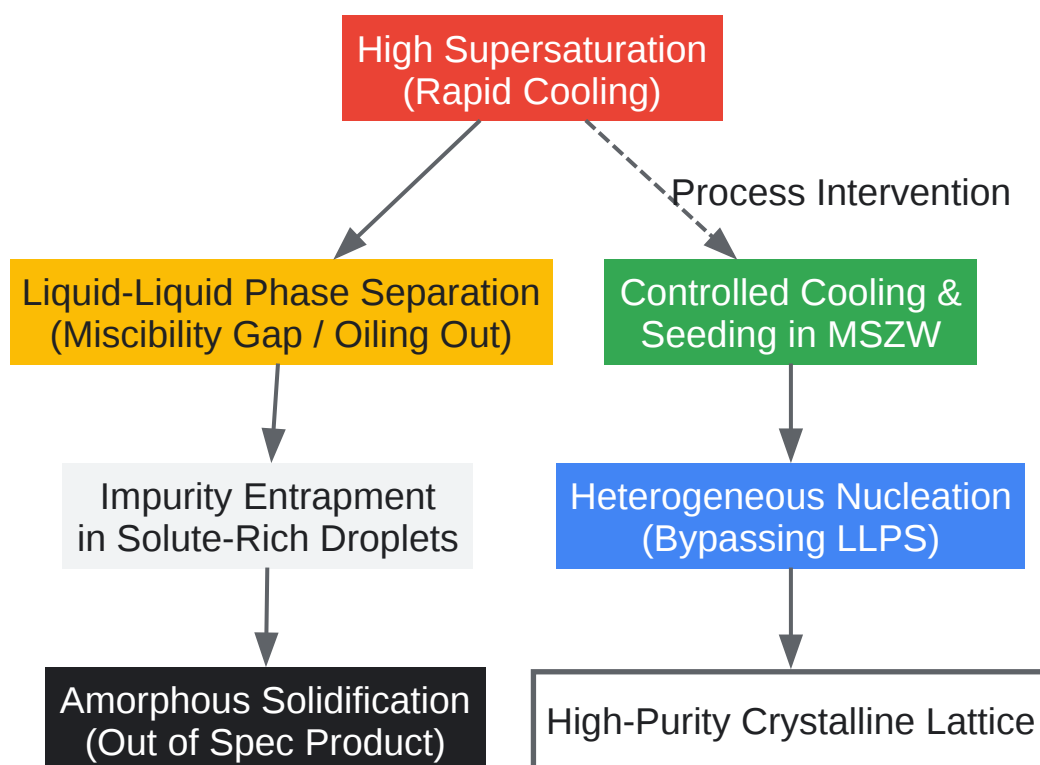 High Supersaturation
(Rapid Cooling)
Process Intervention
Liquid-Liquid Phase Separation
(Miscibility Gap / Oiling Out)
Controlled Cooling &
Seeding in MSZW
Impurity Entrapment
in Solute-Rich Droplets
Heterogeneous Nucleation
(Bypassing LLPS)
Amorphous Solidification
(Out of Spec Product)
High-Purity Crystalline Lattice